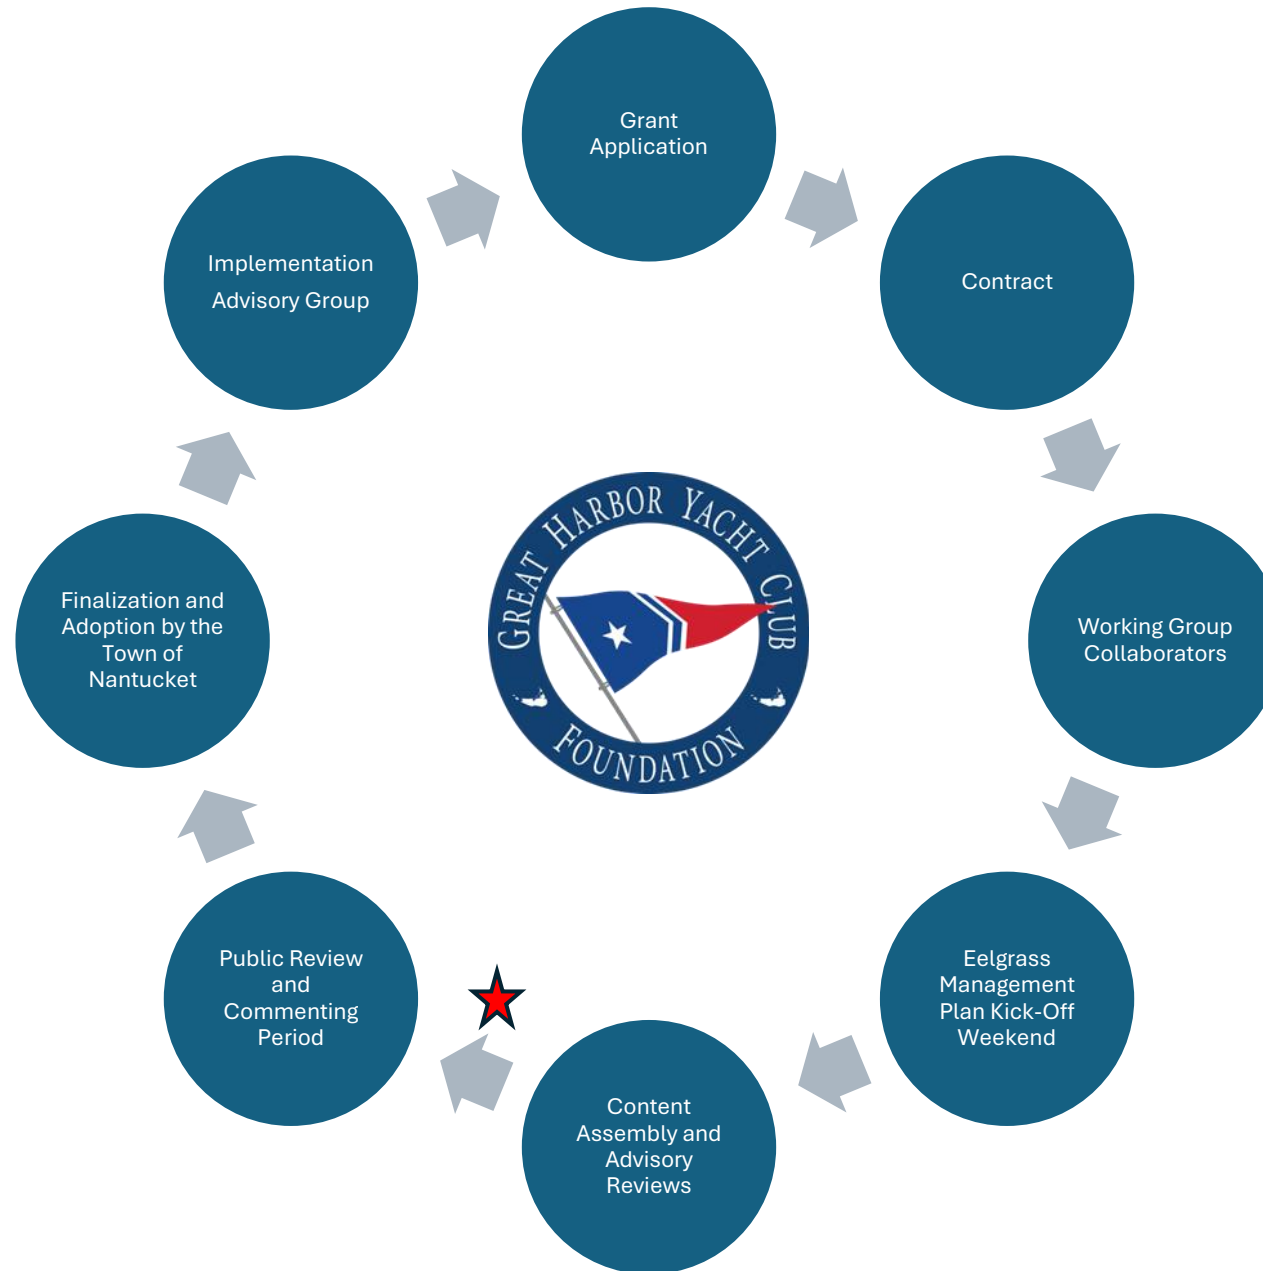 Grant
Application
Contract
Working Group
Collaborators
Eelgrass
Management
Plan Kick-Off
Weekend
Content
Assembly and
Advisory
Reviews
Public Review
and
Commenting
Period
Finalization and
Adoption by the
Town of
Nantucket
Implementation
Advisory Group
GREAT HARBOR YACHT CLUB
FOUNDATION